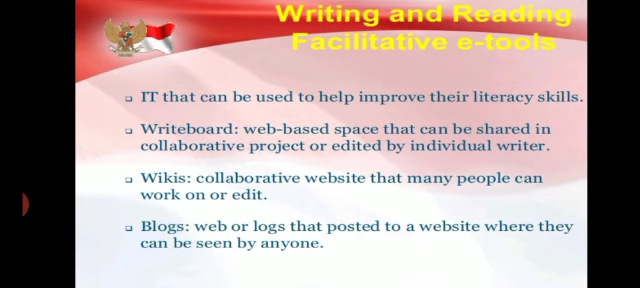 Writing and Reading
Facilitative e-tools
IT that can be used to help improve their literacy skills.
Writeboard: web-based space that can be shared in
collaborative project or edited by individual writer.
Wikis: collaborative website that many people can
work on or edit.
Blogs: web or logs that posted to a website where they
can be seen by anyone.